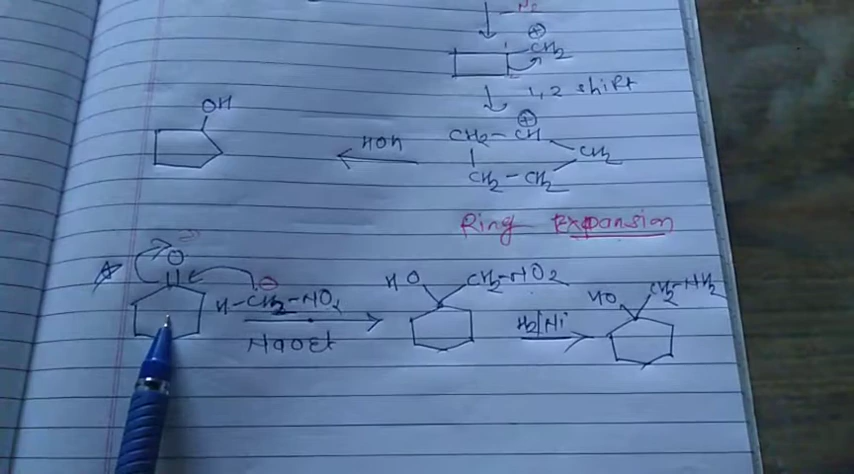 N₂
⊕
CH₂
1,2 shift
OH
⊕
CH₂-CH
HOH
CH₂
CH₂-CH₂
Ring Expansion
O
⊖
H-CH₂-NO₂
NaOEt
HO CH₂-NO₂
H₂|Ni
HO CH₂-NH₂